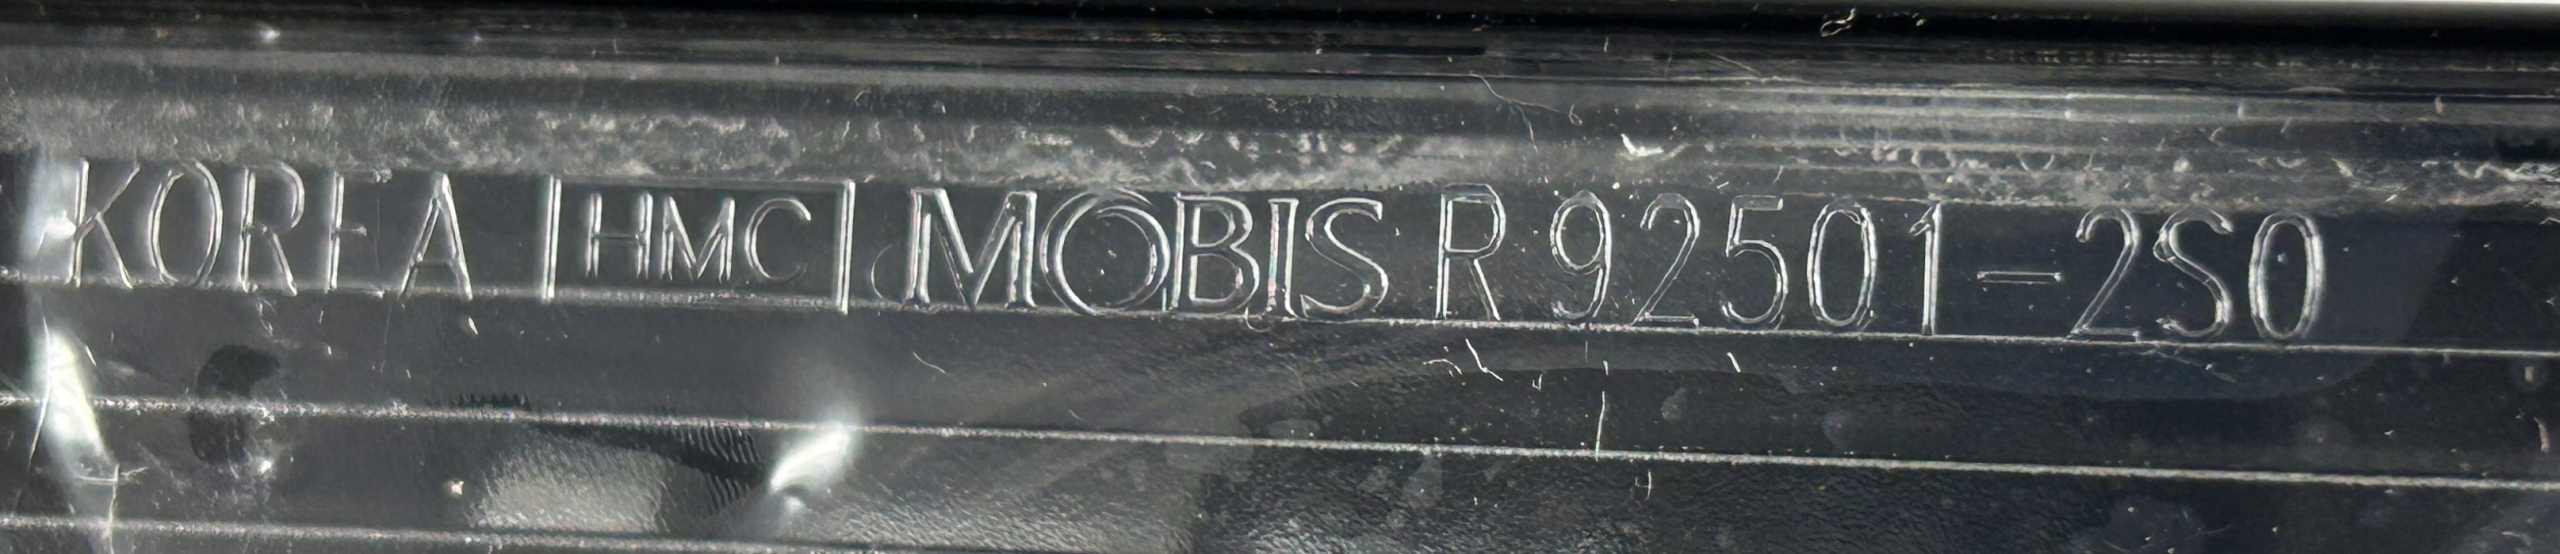 KOREA |HMC| MOBIS R 92501-2S0